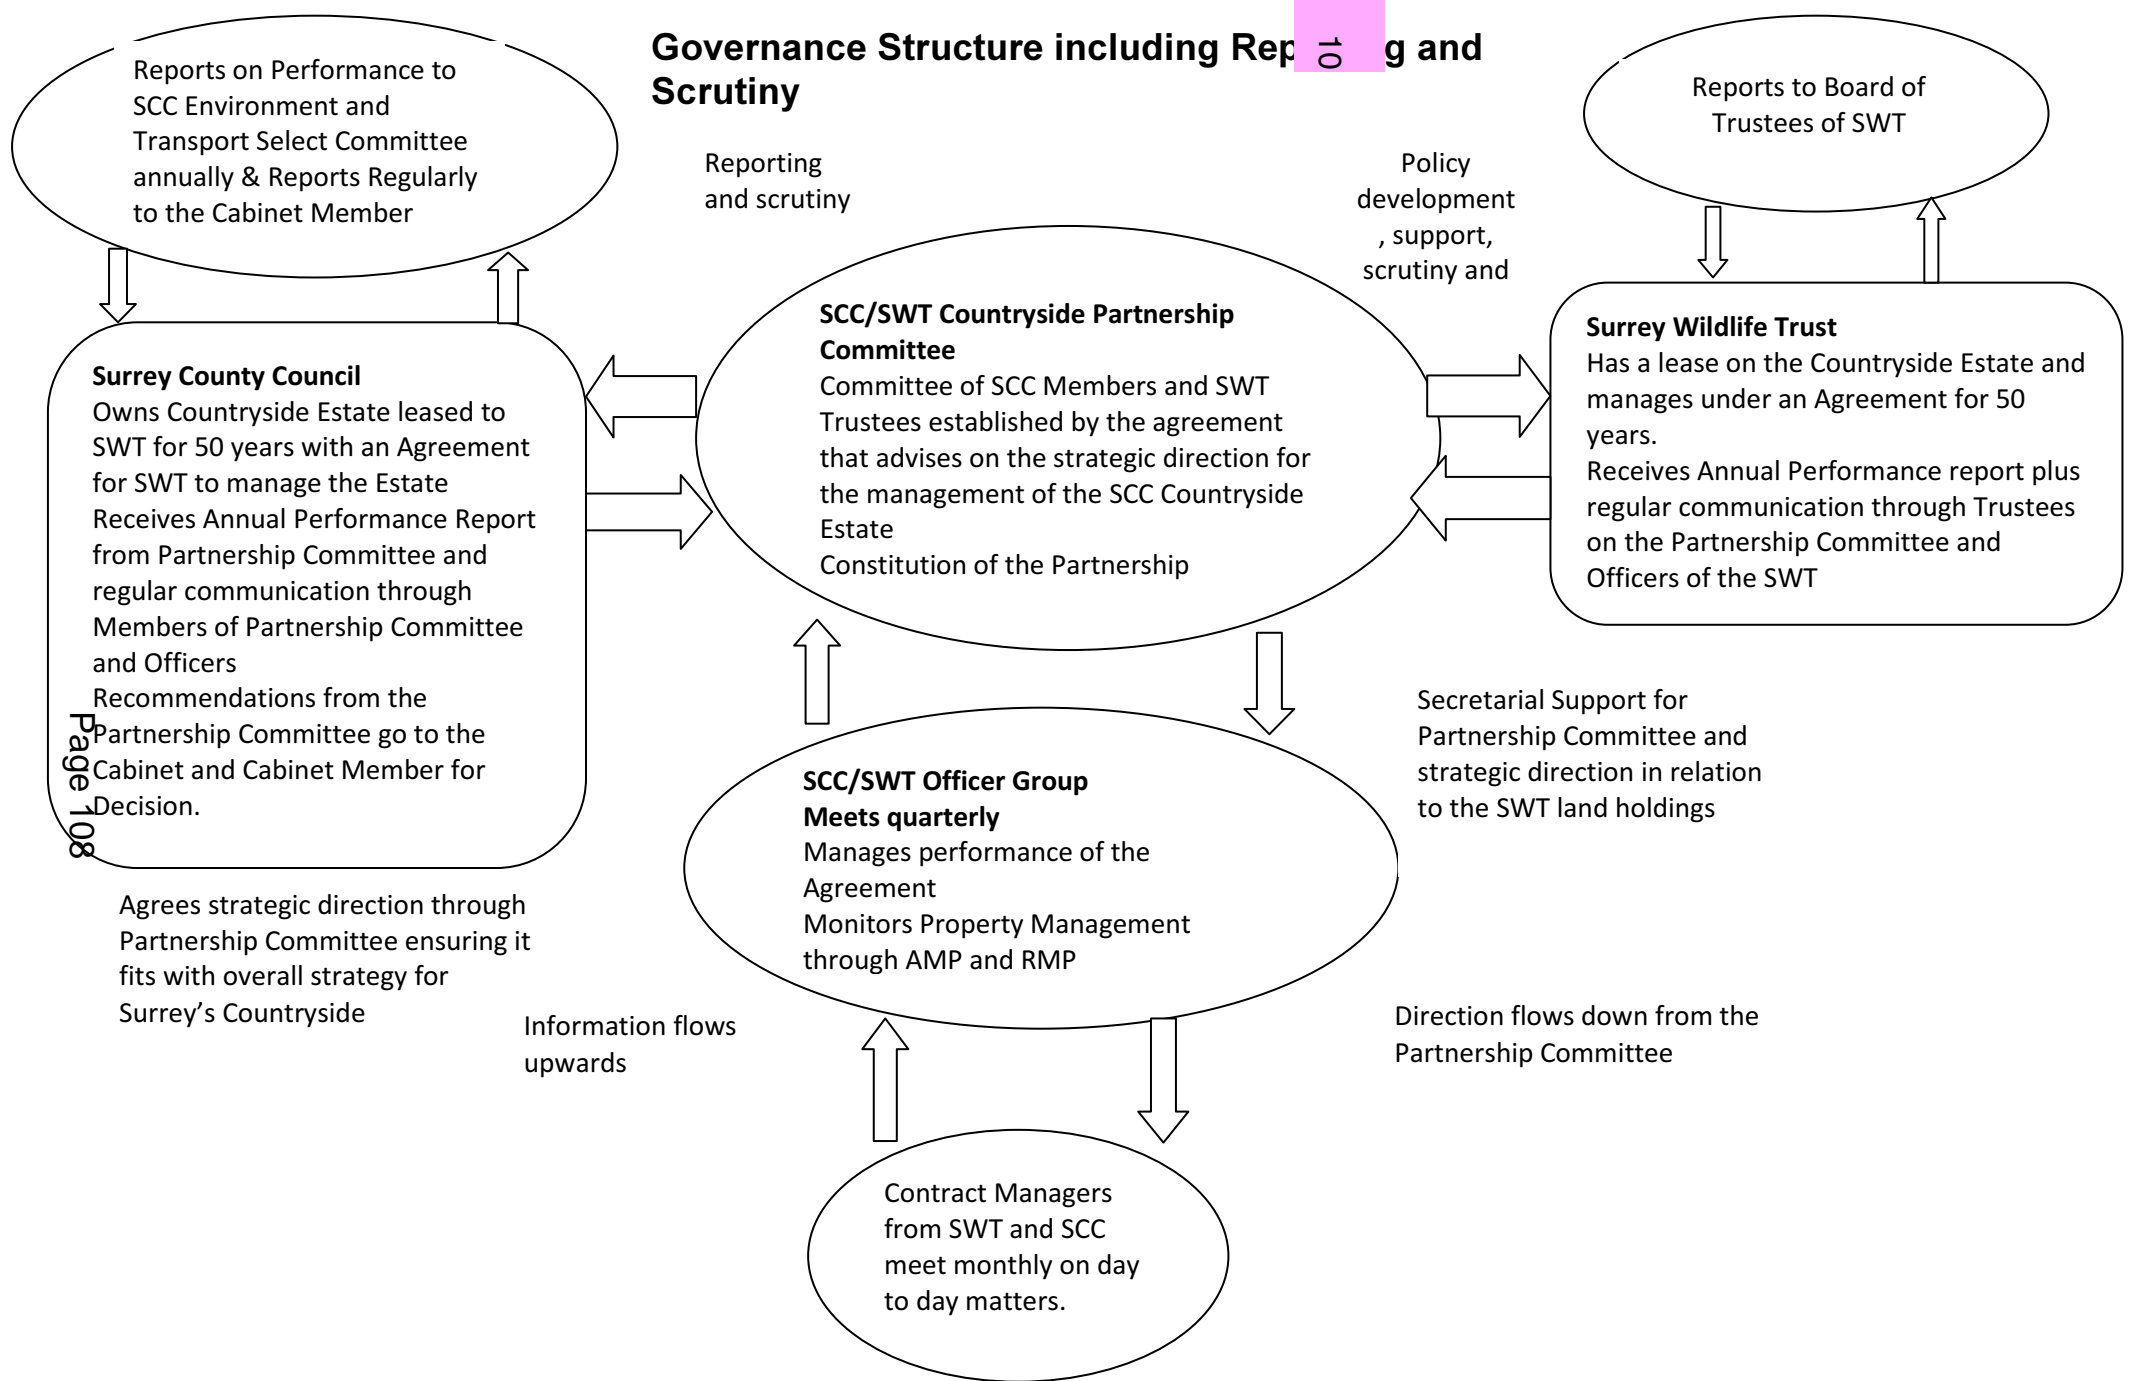 Governance Structure including Rep
g and
Scrutiny
10
Reports on Performance to
SCC Environment and
Transport Select Committee
annually & Reports Regularly
to the Cabinet Member
Reporting
and scrutiny
Policy
development
, support,
scrutiny and
Reports to Board of
Trustees of SWT
Surrey County Council
Owns Countryside Estate leased to
SWT for 50 years with an Agreement
for SWT to manage the Estate
Receives Annual Performance Report
from Partnership Committee and
regular communication through
Members of Partnership Committee
and Officers
Recommendations from the
Partnership Committee go to the
Cabinet and Cabinet Member for
Decision.
Page 108
SCC/SWT Countryside Partnership
Committee
Committee of SCC Members and SWT
Trustees established by the agreement
that advises on the strategic direction for
the management of the SCC Countryside
Estate
Constitution of the Partnership
Surrey Wildlife Trust
Has a lease on the Countryside Estate and
manages under an Agreement for 50
years.
Receives Annual Performance report plus
regular communication through Trustees
on the Partnership Committee and
Officers of the SWT
Secretarial Support for
Partnership Committee and
strategic direction in relation
to the SWT land holdings
SCC/SWT Officer Group
Meets quarterly
Manages performance of the
Agreement
Monitors Property Management
through AMP and RMP
Agrees strategic direction through
Partnership Committee ensuring it
fits with overall strategy for
Surrey’s Countryside
Information flows
upwards
Direction flows down from the
Partnership Committee
Contract Managers
from SWT and SCC
meet monthly on day
to day matters.